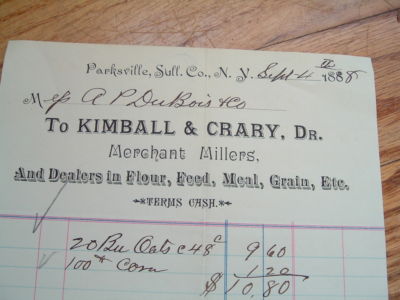 Parksville, Sull. Co., N. Y. Sept 4 1888
M A P DuBois & Co
To KIMBALL & CRARY, Dr.
Merchant Millers,
And Dealers in Flour, Feed, Meal, Grain, Etc.
TERMS CASH.
20 Bu Oats c 48c 9 60
100# Corn 1 20
$ 10.80